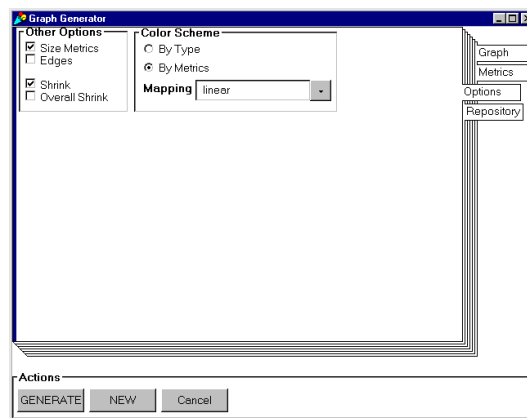 Graph Generator
Other Options
Size Metrics
Edges
Shrink
Overall Shrink
Color Scheme
By Type
By Metrics
Mapping linear
Graph
Metrics
Options
Repository
Actions
GENERATE NEW Cancel